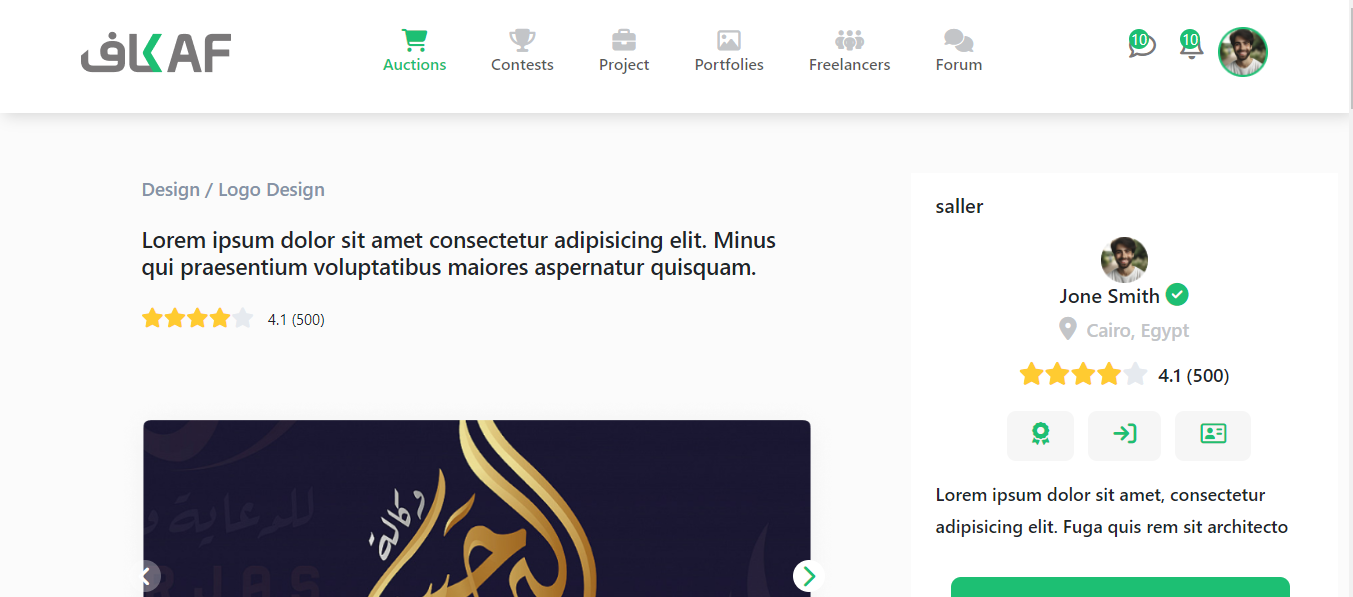 كاف KAF
Auctions
Contests
Project
Portfolies
Freelancers
Forum
10
10
Design / Logo Design
Lorem ipsum dolor sit amet consectetur adipisicing elit. Minus
qui praesentium voluptatibus maiores aspernatur quisquam.
4.1 (500)
للدعاية و
وكالة
saller
Jone Smith
Cairo, Egypt
4.1 (500)
Lorem ipsum dolor sit amet, consectetur
adipisicing elit. Fuga quis rem sit architecto